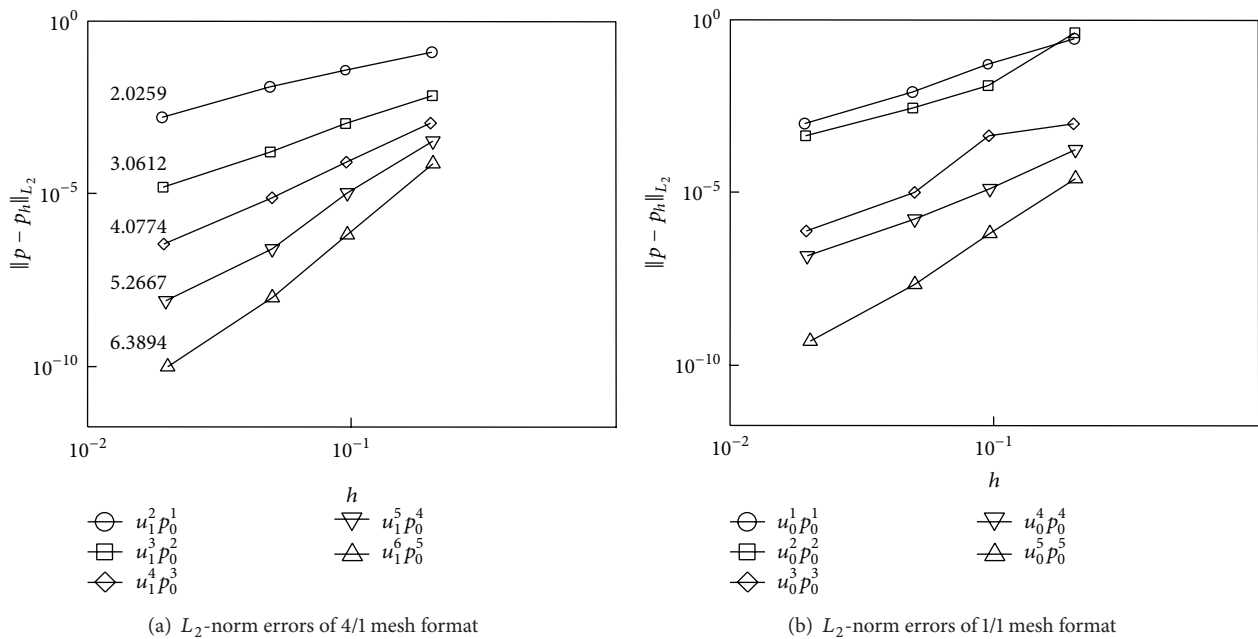 10^0
10^{-5}
10^{-10}
‖p − p_h‖_{L_2}
2.0259
3.0612
4.0774
5.2667
6.3894
10^{-2}
10^{-1}
h
u_1^2 p_0^1
u_1^3 p_0^2
u_1^4 p_0^3
u_1^5 p_0^4
u_1^6 p_0^5
(a) L_2-norm errors of 4/1 mesh format
10^0
10^{-5}
10^{-10}
‖p − p_h‖_{L_2}
10^{-2}
10^{-1}
h
u_0^1 p_0^1
u_0^2 p_0^2
u_0^3 p_0^3
u_0^4 p_0^4
u_0^5 p_0^5
(b) L_2-norm errors of 1/1 mesh format